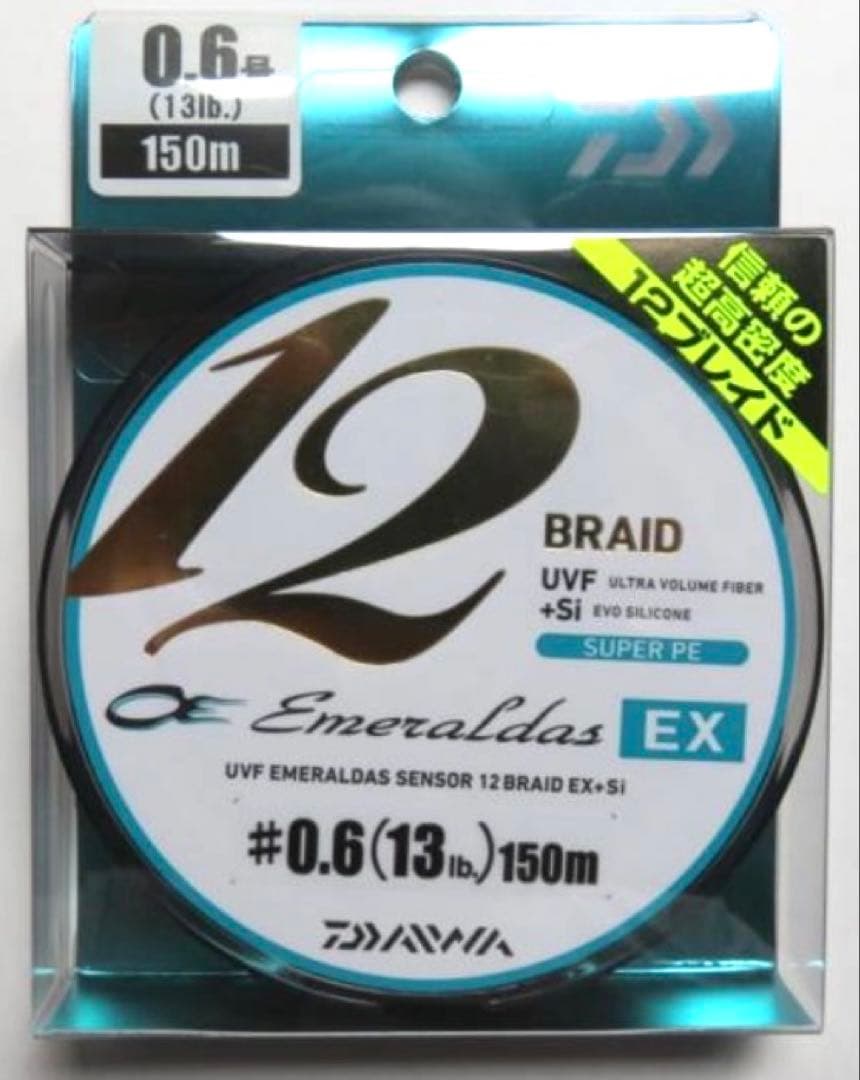 0.6号
(13lb.)
150m
信頼の
超高密度
12ブレイド
12
BRAID
UVF ULTRA VOLUME FIBER
+Si EVO SILICONE
SUPER PE
Emeraldas EX
UVF EMERALDAS SENSOR 12 BRAID EX+Si
#0.6(13lb.)150m
DAIWA